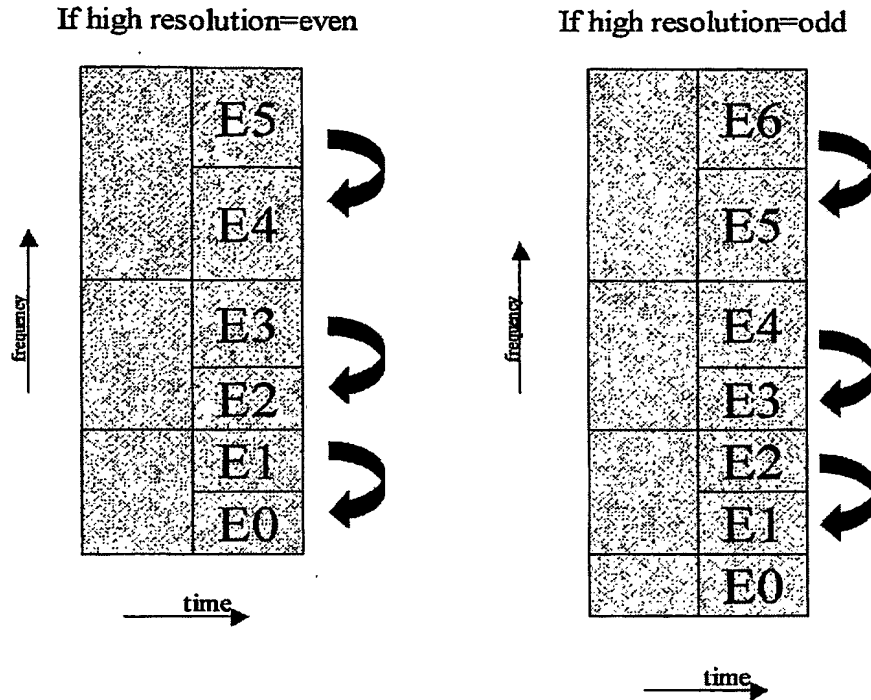 If high resolution=even
E5
E4
E3
E2
E1
E0
frequency
time
If high resolution=odd
E6
E5
E4
E3
E2
E1
E0
frequency
time